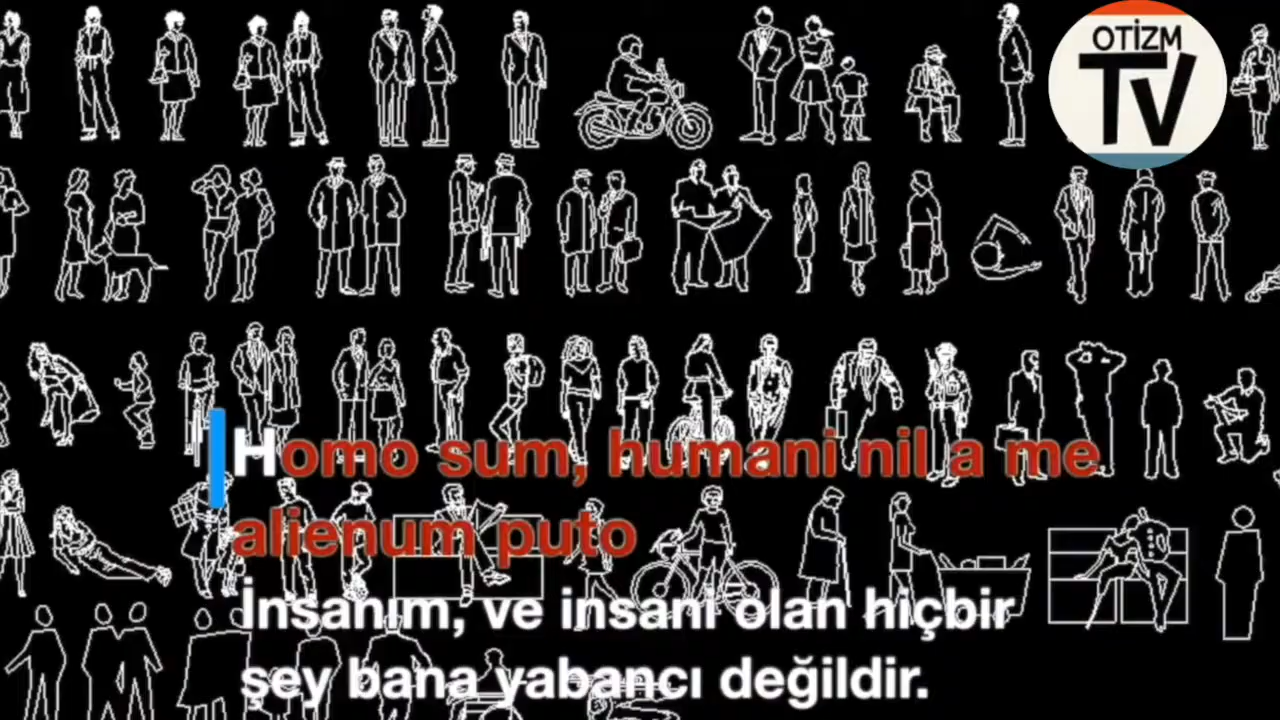 OTİZM
TV
Homo sum, humani nil a me
alienum puto
İnsanım, ve insani olan hiçbir
şey bana yabancı değildir.